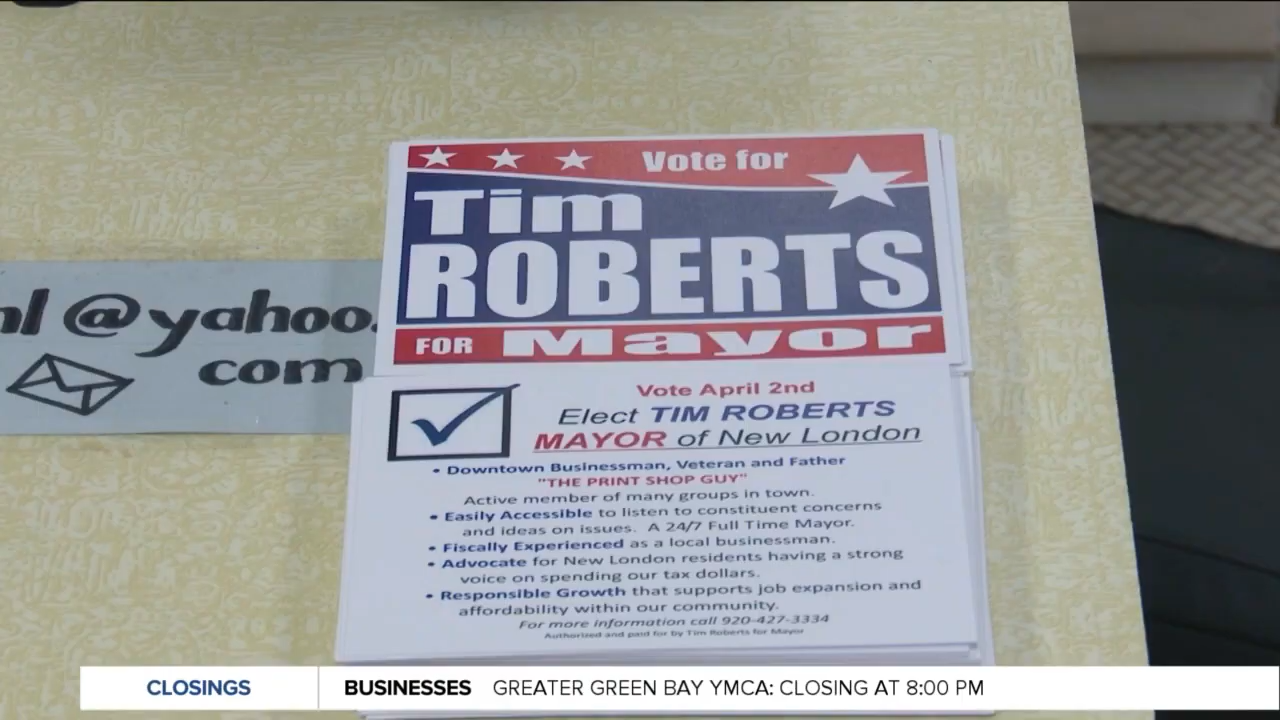 Vote for
Tim
ROBERTS
FOR Mayor
nl @yahoo.
com
Vote April 2nd
Elect TIM ROBERTS
MAYOR of New London
• Downtown Businessman, Veteran and Father
"THE PRINT SHOP GUY"
Active member of many groups in town.
• Easily Accessible to listen to constituent concerns
and ideas on issues. A 24/7 Full Time Mayor.
• Fiscally Experienced as a local businessman.
• Advocate for New London residents having a strong
voice on spending our tax dollars.
• Responsible Growth that supports job expansion and
affordability within our community.
For more information call 920-427-3334
Authorized and paid for by Tim Roberts for Mayor
CLOSINGS BUSINESSES GREATER GREEN BAY YMCA: CLOSING AT 8:00 PM